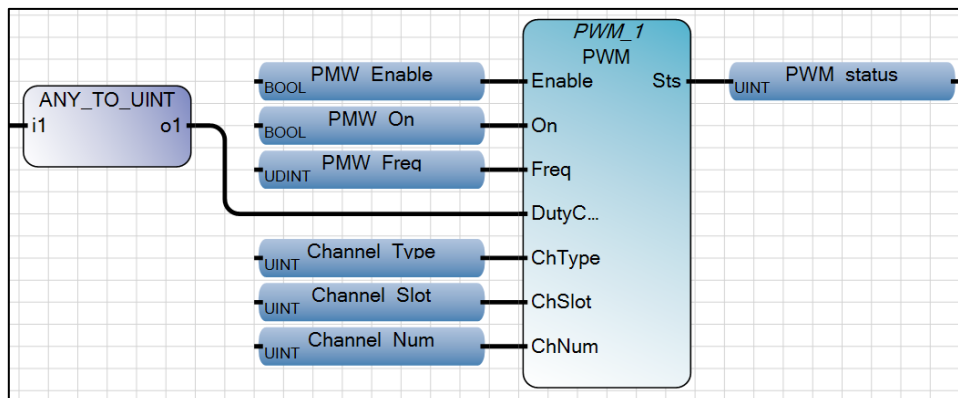 PWM_1
PWM
ANY_TO_UINT
i1 o1
BOOL PMW Enable
Enable Sts
UINT PWM status
BOOL PMW On
On
UDINT PMW Freq
Freq
DutyC...
UINT Channel Type
ChType
UINT Channel Slot
ChSlot
UINT Channel Num
ChNum